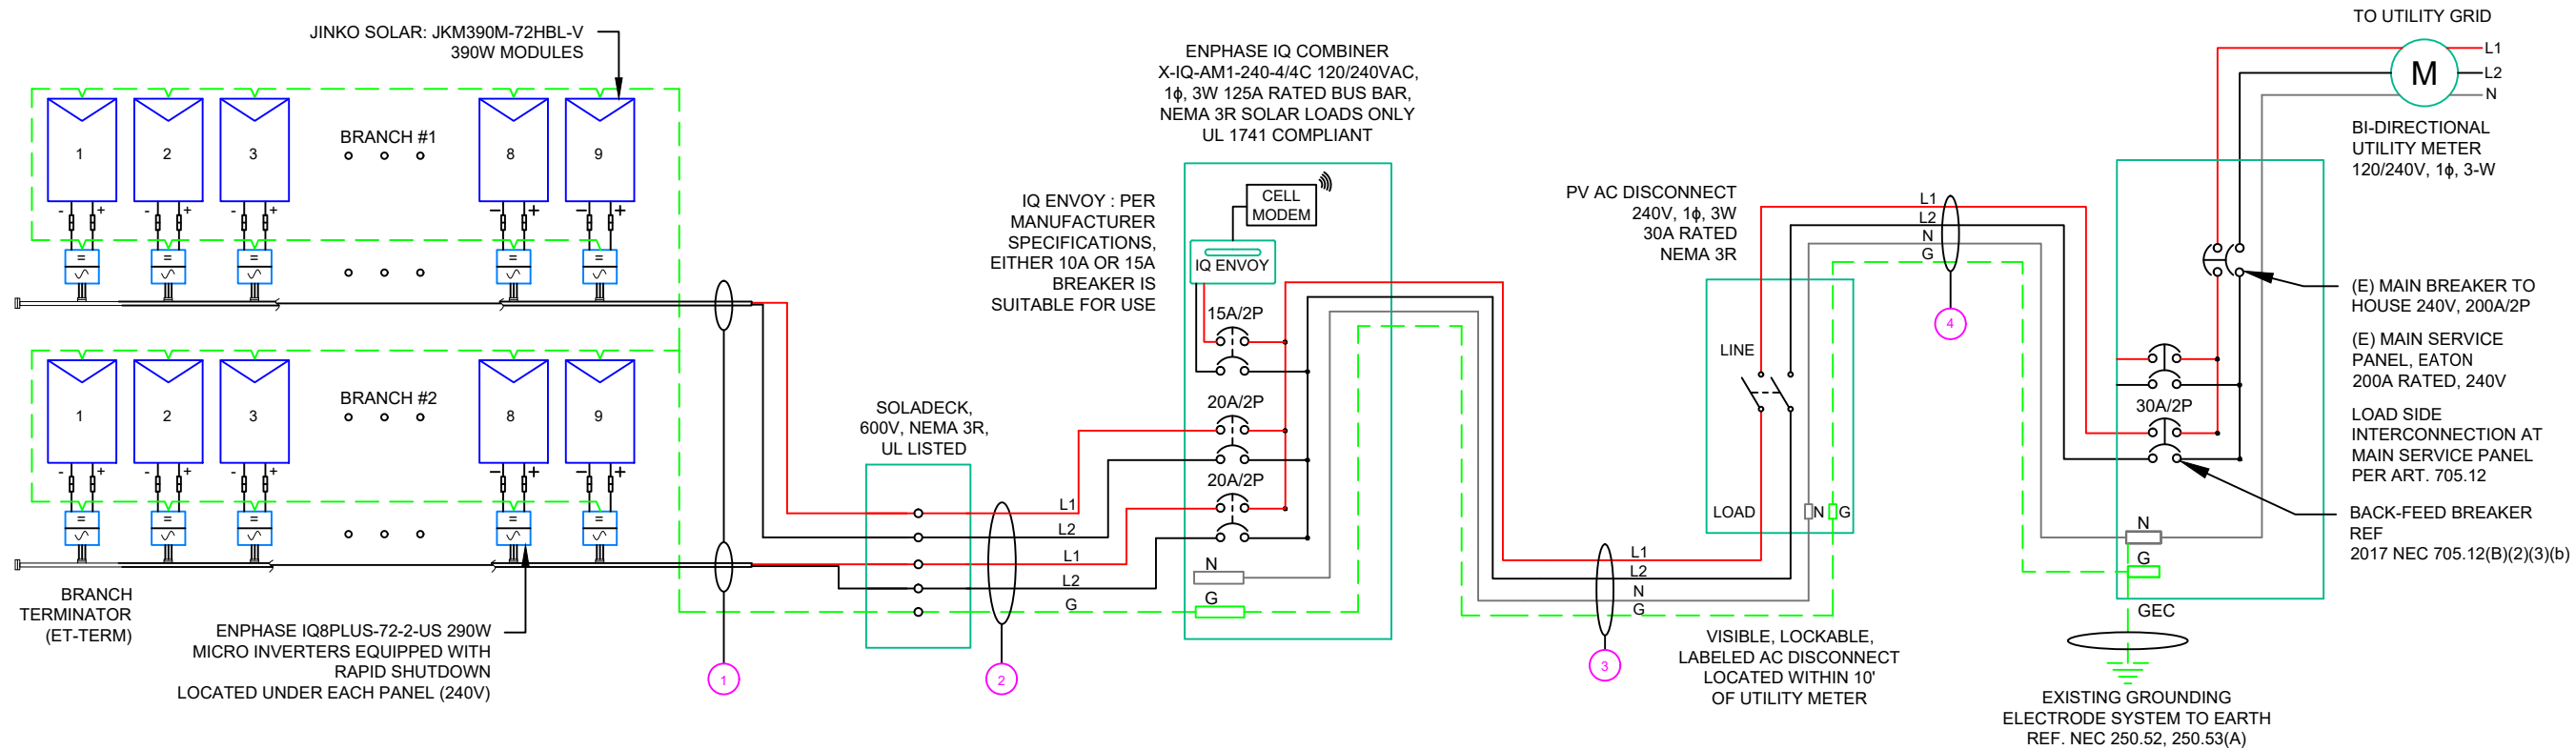 JINKO SOLAR: JKM390M-72HBL-V
390W MODULES
1
2
3
BRANCH #1
8
9
- +
- +
- +
- +
- +
1
2
3
BRANCH #2
8
9
- +
- +
- +
- +
- +
BRANCH
TERMINATOR
(ET-TERM)
ENPHASE IQ8PLUS-72-2-US 290W
MICRO INVERTERS EQUIPPED WITH
RAPID SHUTDOWN
LOCATED UNDER EACH PANEL (240V)
1
SOLADECK,
600V, NEMA 3R,
UL LISTED
L1
L2
L1
L2
G
2
ENPHASE IQ COMBINER
X-IQ-AM1-240-4/4C 120/240VAC,
1ϕ, 3W 125A RATED BUS BAR,
NEMA 3R SOLAR LOADS ONLY
UL 1741 COMPLIANT
IQ ENVOY : PER
MANUFACTURER
SPECIFICATIONS,
EITHER 10A OR 15A
BREAKER IS
SUITABLE FOR USE
CELL
MODEM
IQ ENVOY
15A/2P
20A/2P
20A/2P
N
G
L1
L2
N
G
3
PV AC DISCONNECT
240V, 1ϕ, 3W
30A RATED
NEMA 3R
LINE
LOAD
N G
VISIBLE, LOCKABLE,
LABELED AC DISCONNECT
LOCATED WITHIN 10'
OF UTILITY METER
L1
L2
N
G
4
TO UTILITY GRID
M
L1
L2
N
BI-DIRECTIONAL
UTILITY METER
120/240V, 1ϕ, 3-W
(E) MAIN BREAKER TO
HOUSE 240V, 200A/2P
(E) MAIN SERVICE
PANEL, EATON
200A RATED, 240V
30A/2P
LOAD SIDE
INTERCONNECTION AT
MAIN SERVICE PANEL
PER ART. 705.12
BACK-FEED BREAKER
REF
2017 NEC 705.12(B)(2)(3)(b)
N
G
GEC
EXISTING GROUNDING
ELECTRODE SYSTEM TO EARTH
REF. NEC 250.52, 250.53(A)